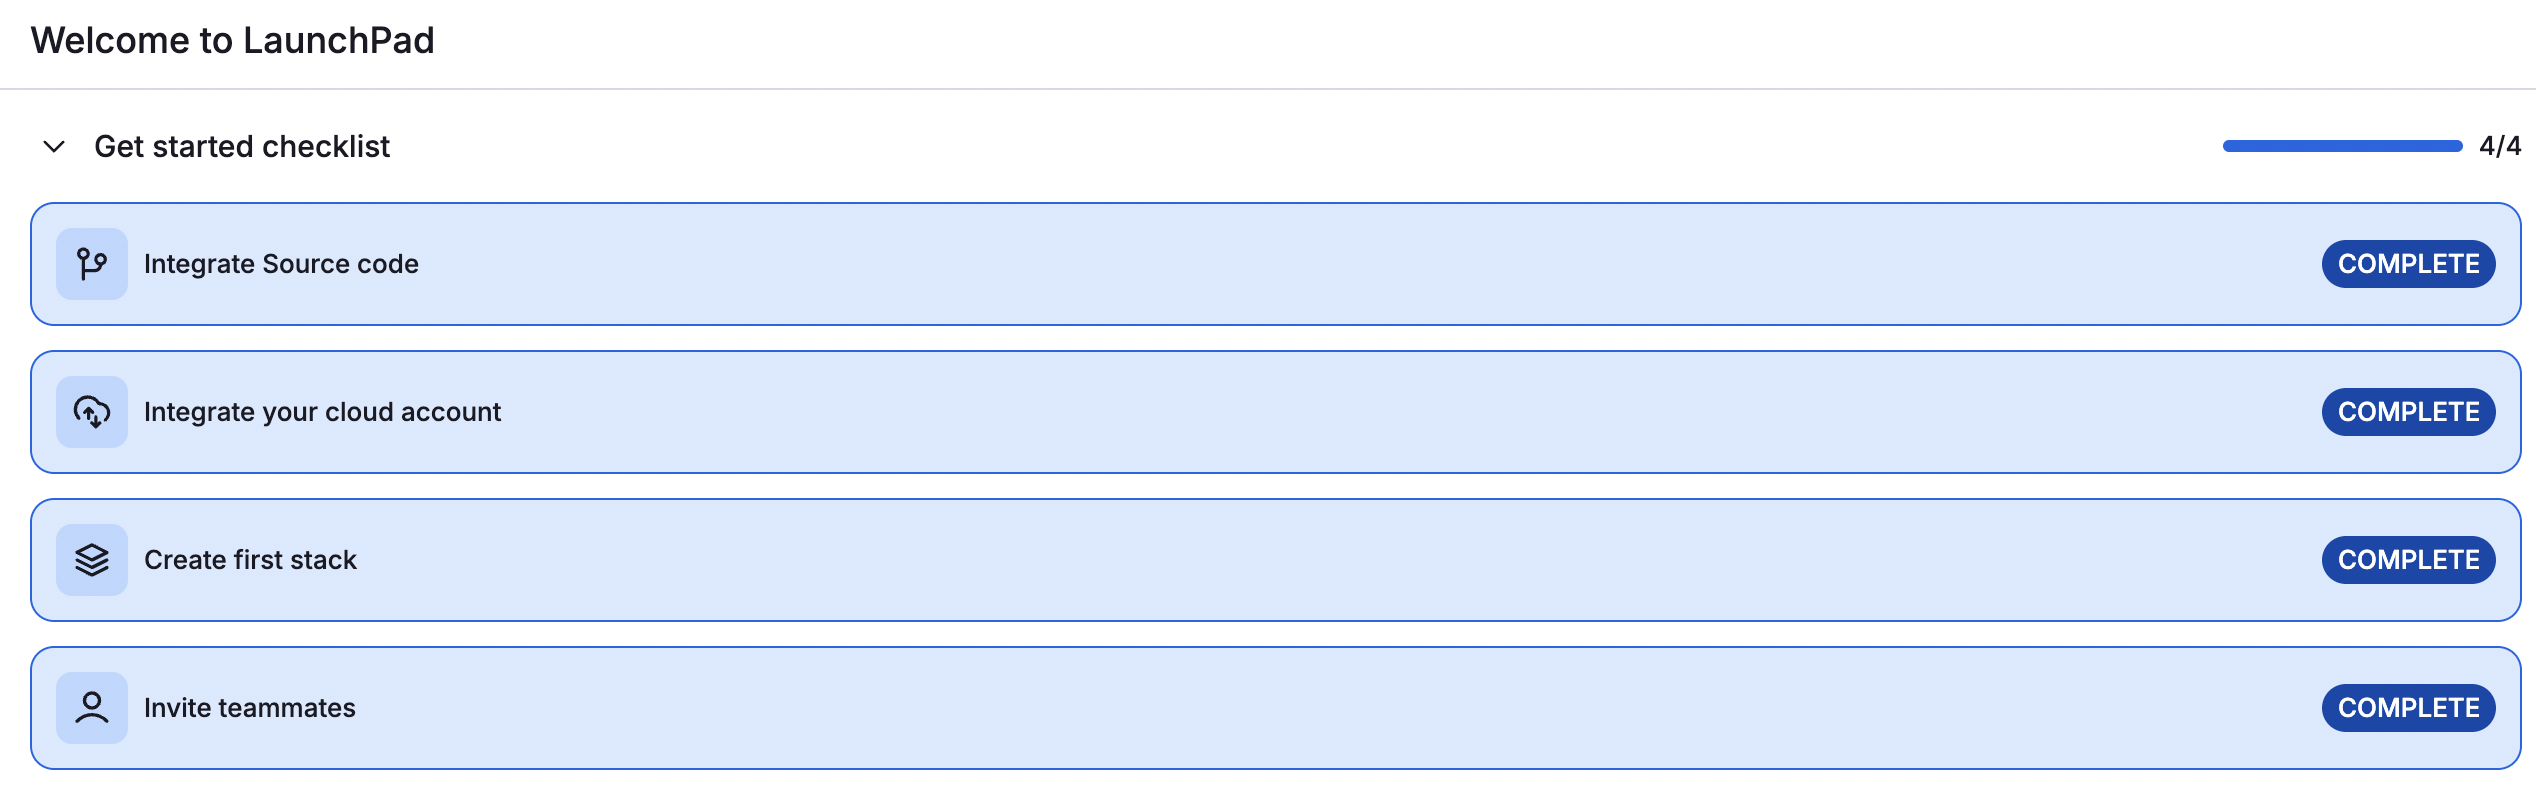 Welcome to LaunchPad
Get started checklist
4/4
Integrate Source code
COMPLETE
Integrate your cloud account
COMPLETE
Create first stack
COMPLETE
Invite teammates
COMPLETE